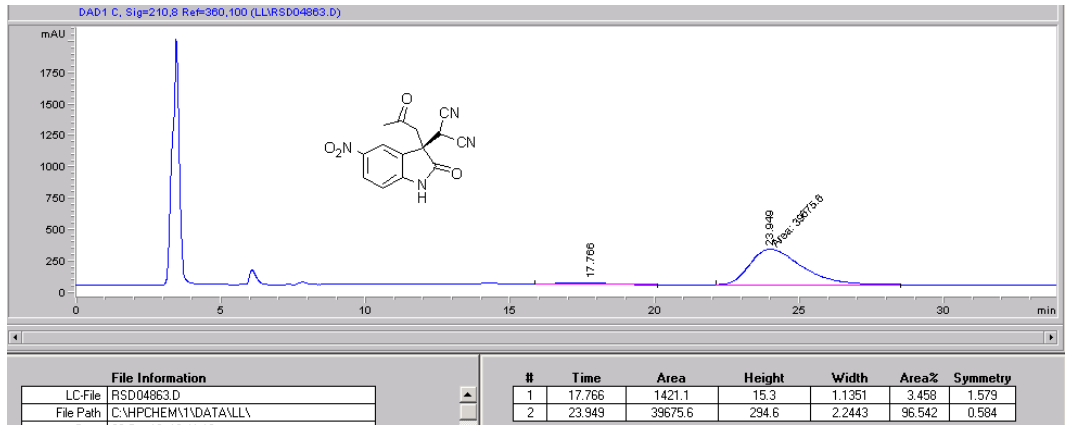 DAD1 C, Sig=210,8 Ref=360,100 (LL\RSD04863.D)
mAU
1750
1500
1250
1000
750
500
250
0
O
CN
CN
O2N
O
N
H
17.766
23.949
Area: 39675.6
0 5 10 15 20 25 30 min
File Information
LC-File RSD04863.D
File Path C:\HPCHEM\1\DATA\LL\
# Time Area Height Width Area% Symmetry
1 17.766 1421.1 15.3 1.1351 3.458 1.579
2 23.949 39675.6 294.6 2.2443 96.542 0.584